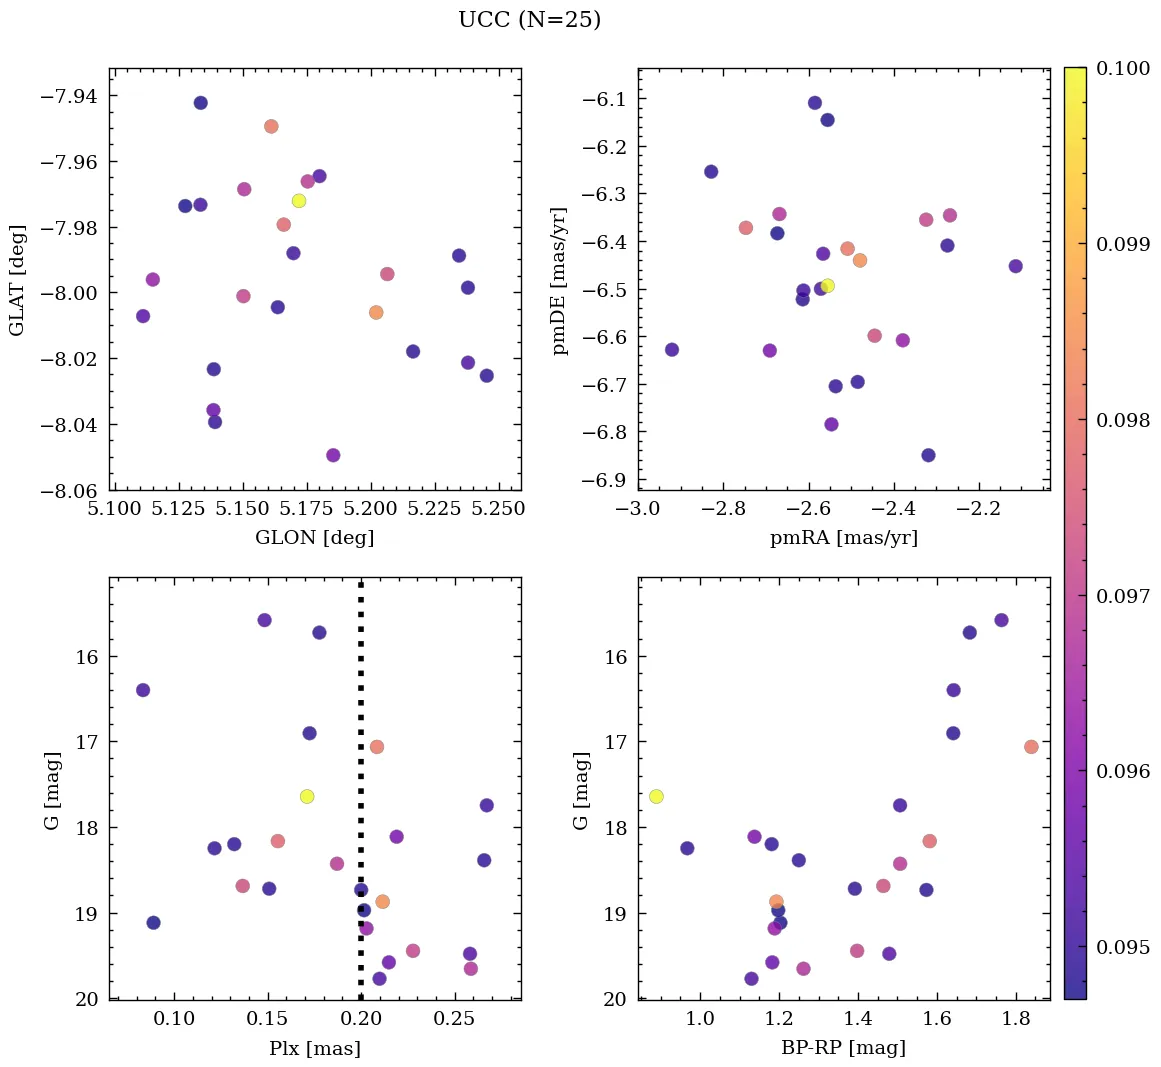 UCC (N=25)
−7.94
−7.96
−7.98
−8.00
−8.02
−8.04
−8.06
GLAT [deg]
5.100 5.125 5.150 5.175 5.200 5.225 5.250
GLON [deg]
−6.1
−6.2
−6.3
−6.4
−6.5
−6.6
−6.7
−6.8
−6.9
pmDE [mas/yr]
−3.0 −2.8 −2.6 −2.4 −2.2
pmRA [mas/yr]
0.100
0.099
0.098
0.097
0.096
0.095
16
17
18
19
20
G [mag]
0.10 0.15 0.20 0.25
Plx [mas]
16
17
18
19
20
G [mag]
1.0 1.2 1.4 1.6 1.8
BP-RP [mag]